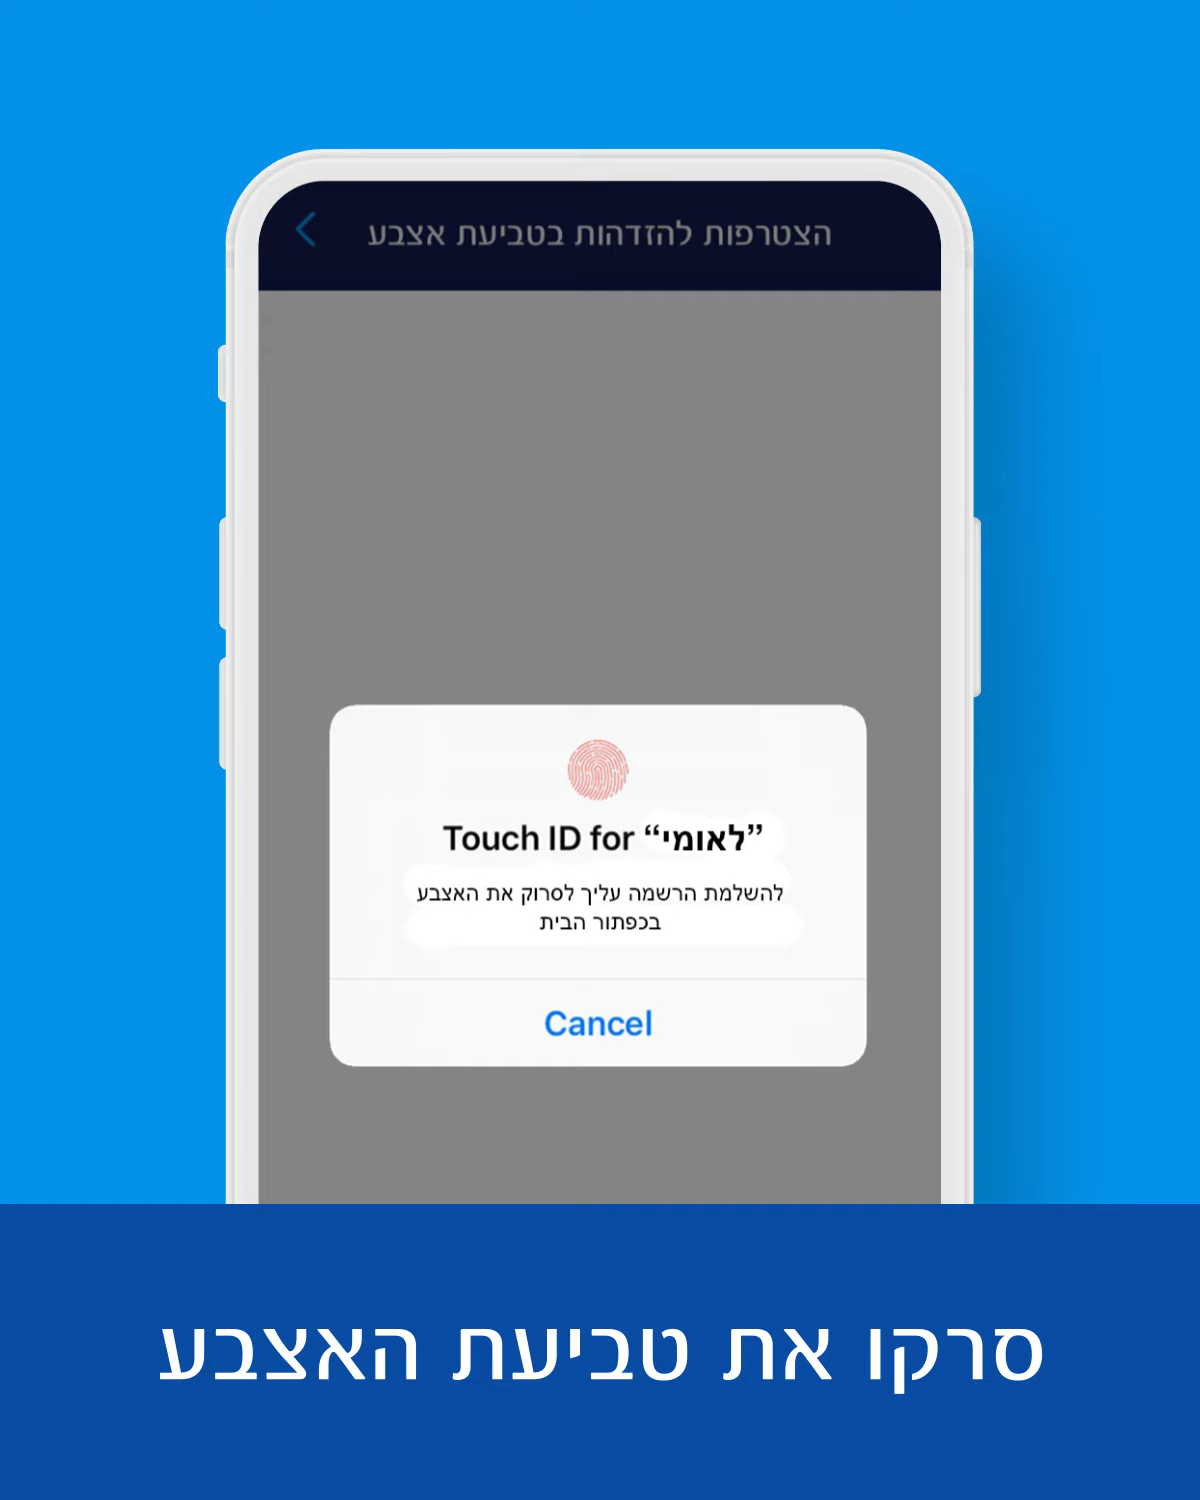 הצטרפות להזדהות בטביעת אצבע
Touch ID for “לאומי”
להשלמת הרשמה עליך לסרוק את האצבע
בכפתור הבית
Cancel
סרקו את טביעת האצבע